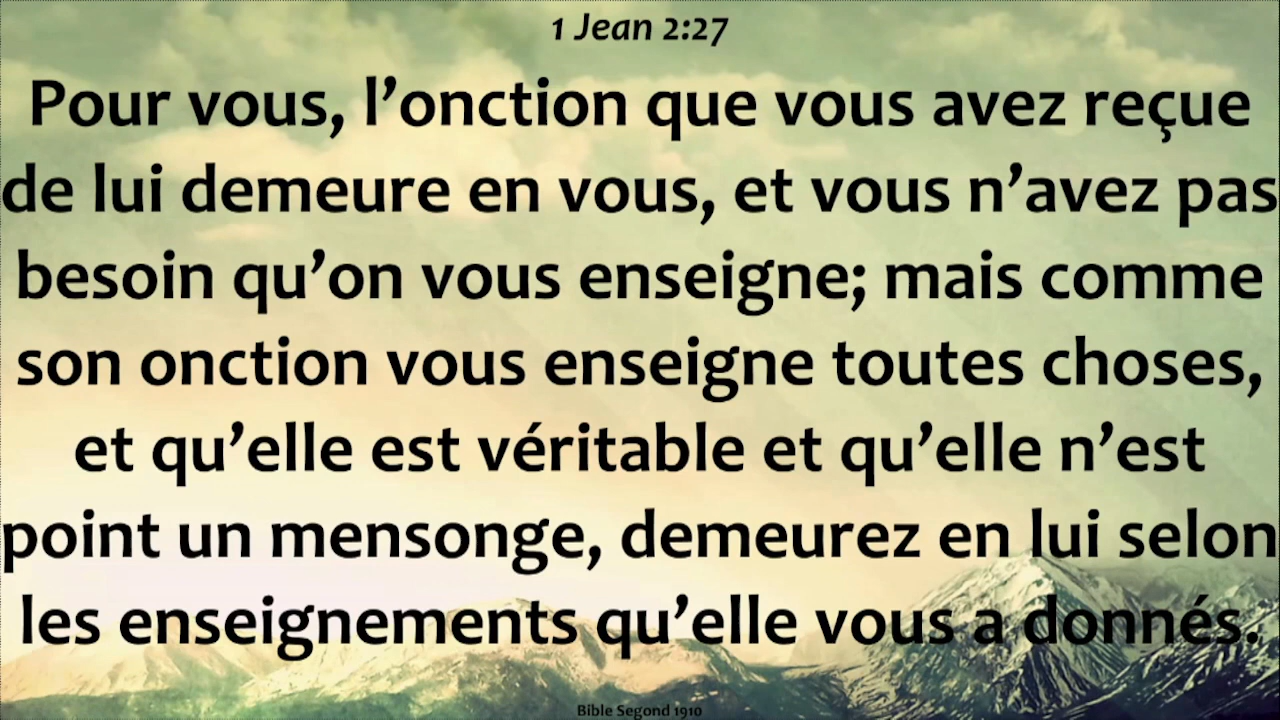 1 Jean 2:27
Pour vous, l’onction que vous avez reçue
de lui demeure en vous, et vous n’avez pas
besoin qu’on vous enseigne; mais comme
son onction vous enseigne toutes choses,
et qu’elle est véritable et qu’elle n’est
point un mensonge, demeurez en lui selon
les enseignements qu’elle vous a donnés.
Bible Segond 1910